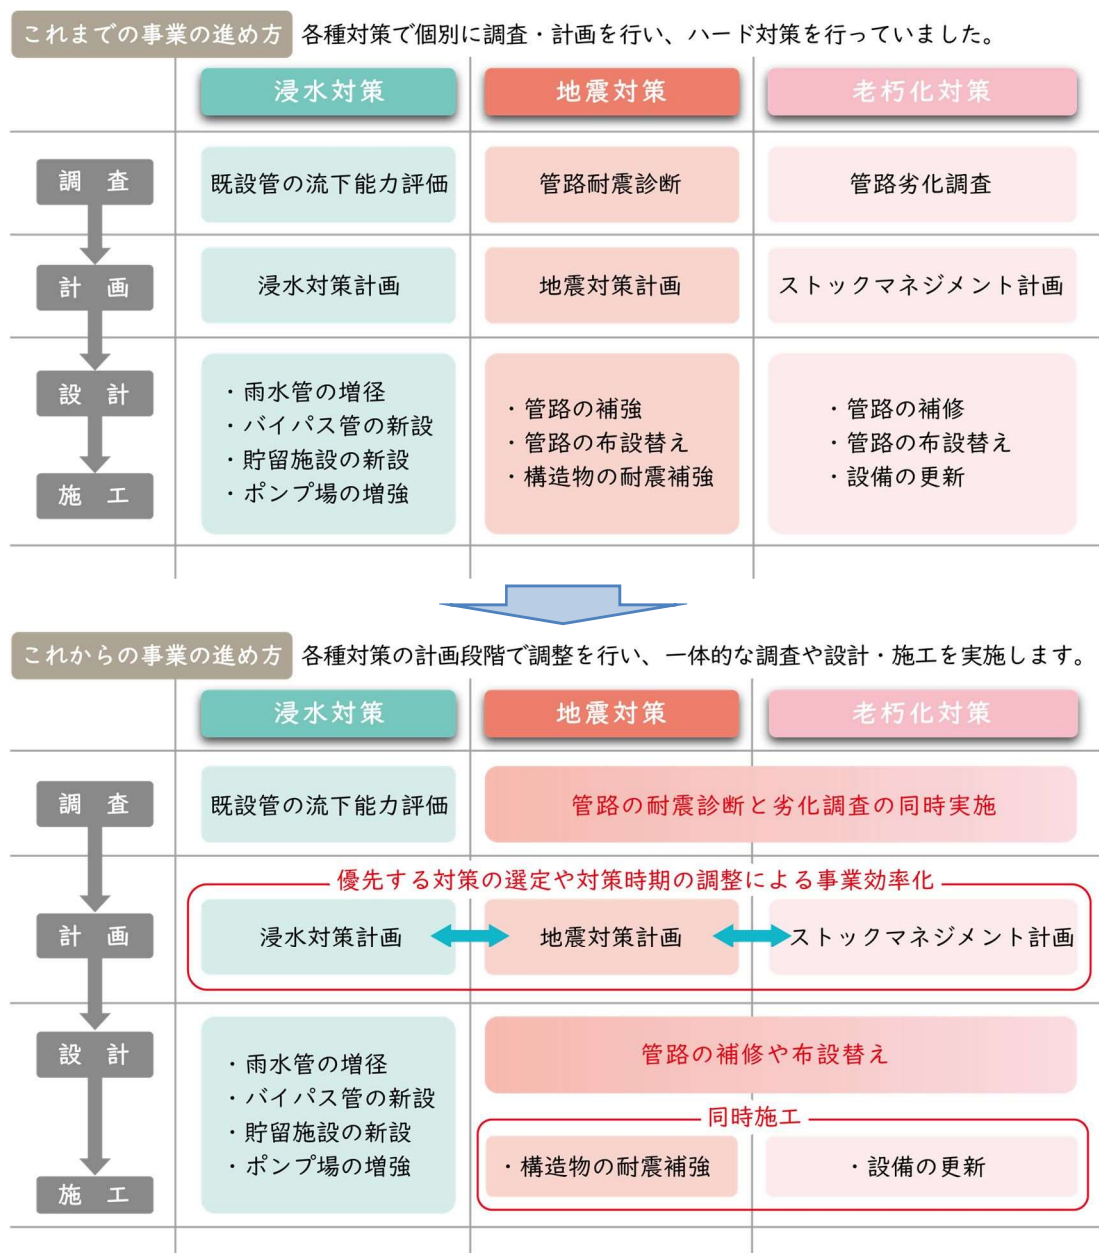 これまでの事業の進め方 各種対策で個別に調査・計画を行い、ハード対策を行っていました。
浸水対策 地震対策 老朽化対策
調査 既設管の流下能力評価 管路耐震診断 管路劣化調査
計画 浸水対策計画 地震対策計画 ストックマネジメント計画
設計
・雨水管の増径
・バイパス管の新設
・貯留施設の新設
・ポンプ場の増強
・管路の補強
・管路の布設替え
・構造物の耐震補強
・管路の補修
・管路の布設替え
・設備の更新
施工
これからの事業の進め方 各種対策の計画段階で調整を行い、一体的な調査や設計・施工を実施します。
浸水対策 地震対策 老朽化対策
調査 既設管の流下能力評価 管路の耐震診断と劣化調査の同時実施
優先する対策の選定や対策時期の調整による事業効率化
計画 浸水対策計画 地震対策計画 ストックマネジメント計画
設計
・雨水管の増径
・バイパス管の新設
・貯留施設の新設
・ポンプ場の増強
管路の補修や布設替え
同時施工
・構造物の耐震補強 ・設備の更新
施工